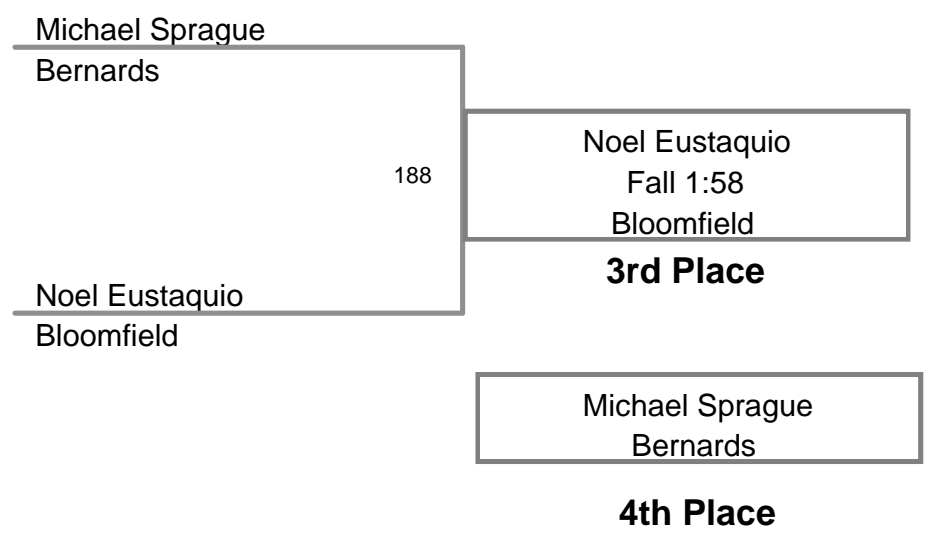 Michael Sprague
Bernards
188
Noel Eustaquio
Fall 1:58
Bloomfield
3rd Place
Noel Eustaquio
Bloomfield
Michael Sprague
Bernards
4th Place